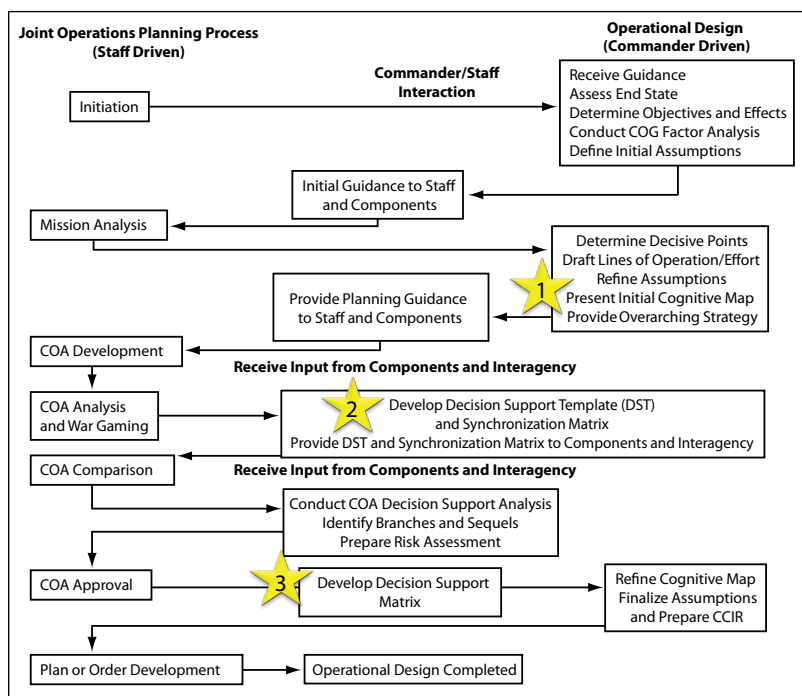 Joint Operations Planning Process
(Staff Driven)
Operational Design
(Commander Driven)
Commander/Staff
Interaction
Initiation
Receive Guidance
Assess End State
Determine Objectives and Effects
Conduct COG Factor Analysis
Define Initial Assumptions
Initial Guidance to Staff
and Components
Mission Analysis
Determine Decisive Points
Draft Lines of Operation/Effort
Refine Assumptions
Present Initial Cognitive Map
Provide Overarching Strategy
1
Provide Planning Guidance
to Staff and Components
COA Development
Receive Input from Components and Interagency
COA Analysis
and War Gaming
2
Develop Decision Support Template (DST)
and Synchronization Matrix
Provide DST and Synchronization Matrix to Components and Interagency
COA Comparison
Receive Input from Components and Interagency
Conduct COA Decision Support Analysis
Identify Branches and Sequels
Prepare Risk Assessment
COA Approval
3
Develop Decision Support
Matrix
Refine Cognitive Map
Finalize Assumptions
and Prepare CCIR
Plan or Order Development
Operational Design Completed